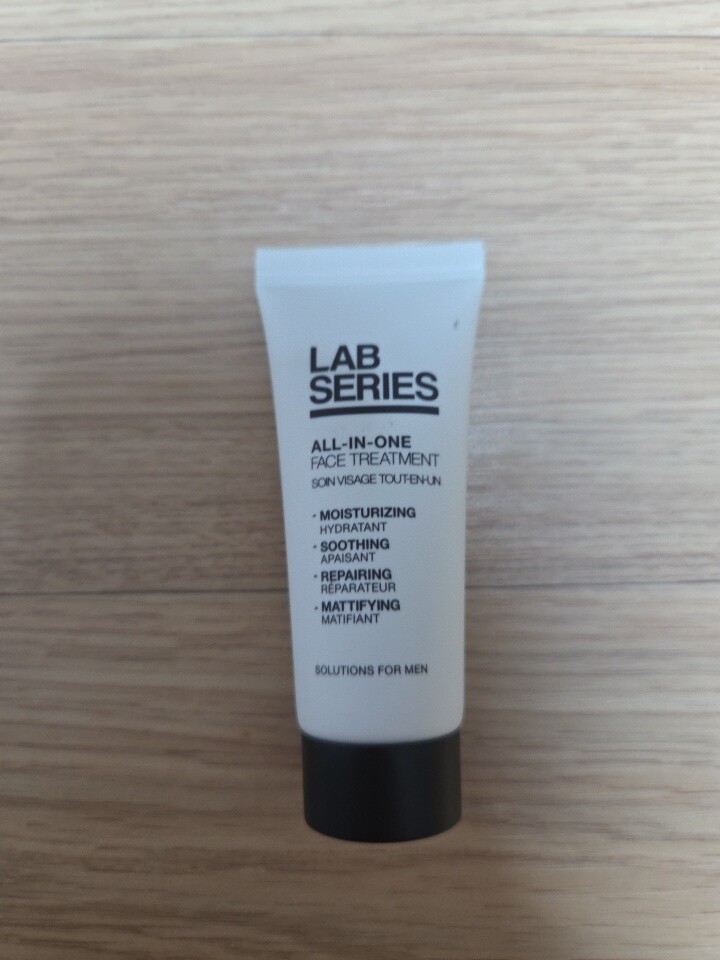 LAB
SERIES
ALL-IN-ONE
FACE TREATMENT
SOIN VISAGE TOUT-EN-UN
• MOISTURIZING
HYDRATANT
• SOOTHING
APAISANT
• REPAIRING
RÉPARATEUR
• MATTIFYING
MATIFIANT
SOLUTIONS FOR MEN